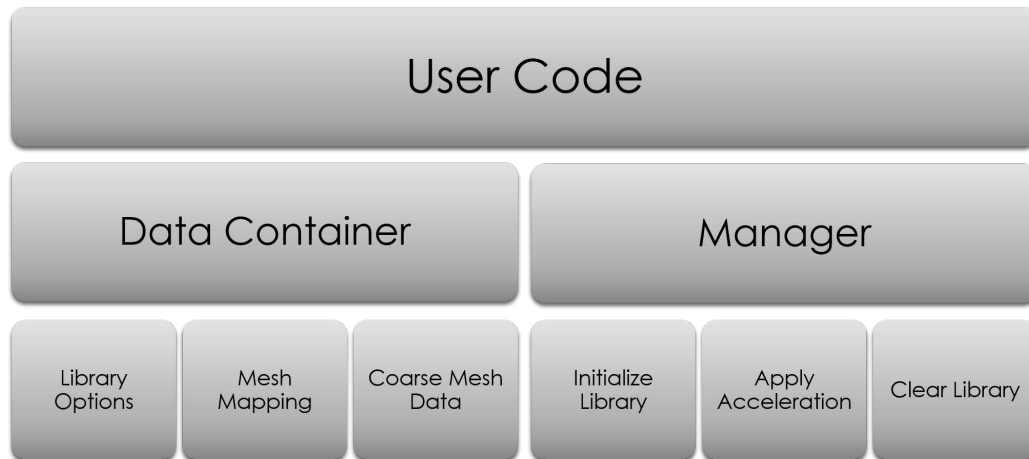 User Code
Data Container
Manager
Library
Options
Mesh
Mapping
Coarse Mesh
Data
Initialize
Library
Apply
Acceleration
Clear Library